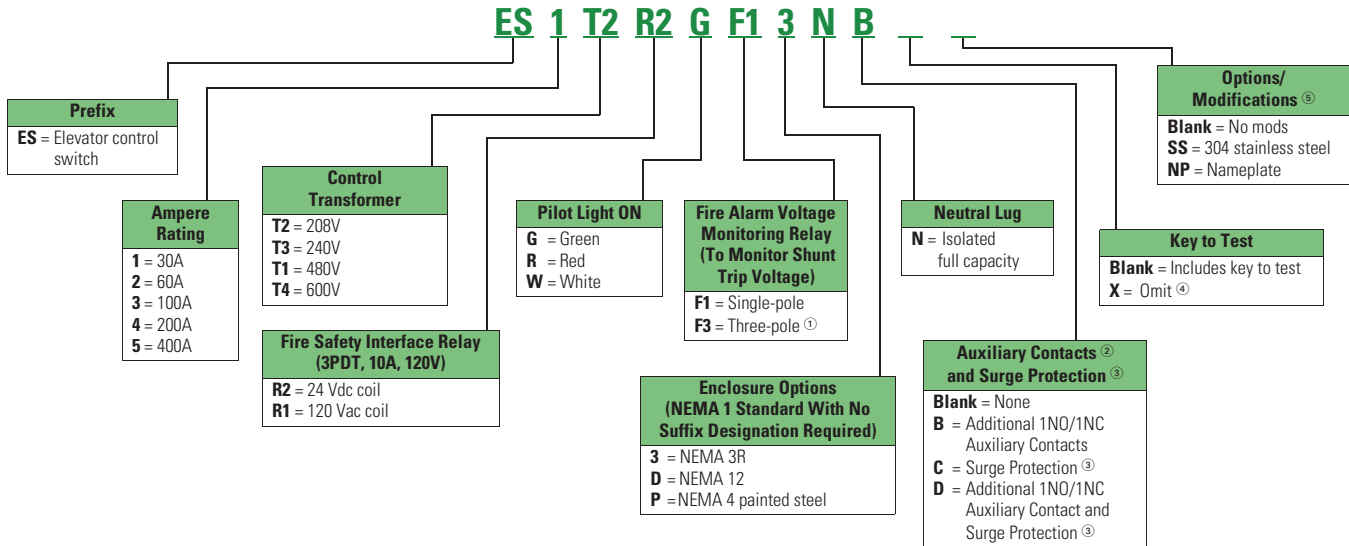 ES 1 T2 R2 G F1 3 N B
Prefix
ES = Elevator control
switch
Ampere
Rating
1 = 30A
2 = 60A
3 = 100A
4 = 200A
5 = 400A
Control
Transformer
T2 = 208V
T3 = 240V
T1 = 480V
T4 = 600V
Fire Safety Interface Relay
(3PDT, 10A, 120V)
R2 = 24 Vdc coil
R1 = 120 Vac coil
Pilot Light ON
G = Green
R = Red
W = White
Fire Alarm Voltage
Monitoring Relay
(To Monitor Shunt
Trip Voltage)
F1 = Single-pole
F3 = Three-pole ①
Enclosure Options
(NEMA 1 Standard With No
Suffix Designation Required)
3 = NEMA 3R
D = NEMA 12
P = NEMA 4 painted steel
Neutral Lug
N = Isolated
full capacity
Auxiliary Contacts ②
and Surge Protection ③
Blank = None
B = Additional 1NO/1NC
Auxiliary Contacts
C = Surge Protection ③
D = Additional 1NO/1NC
Auxiliary Contact and
Surge Protection ③
Key to Test
Blank = Includes key to test
X = Omit ④
Options/
Modifications ⑤
Blank = No mods
SS = 304 stainless steel
NP = Nameplate